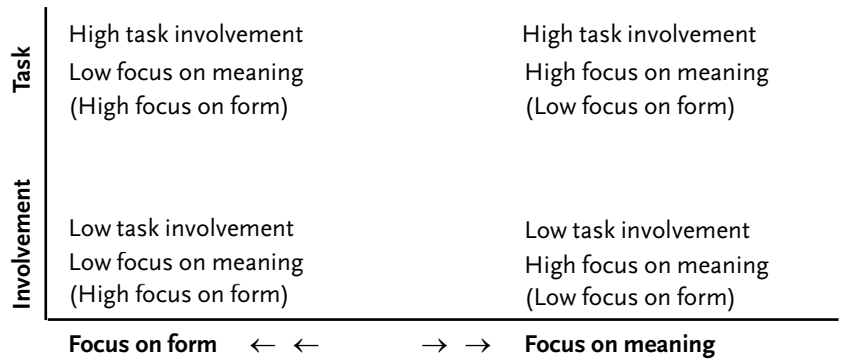 Task
Involvement
High task involvement
Low focus on meaning
(High focus on form)
High task involvement
High focus on meaning
(Low focus on form)
Low task involvement
Low focus on meaning
(High focus on form)
Low task involvement
High focus on meaning
(Low focus on form)
Focus on form ← ← → → Focus on meaning